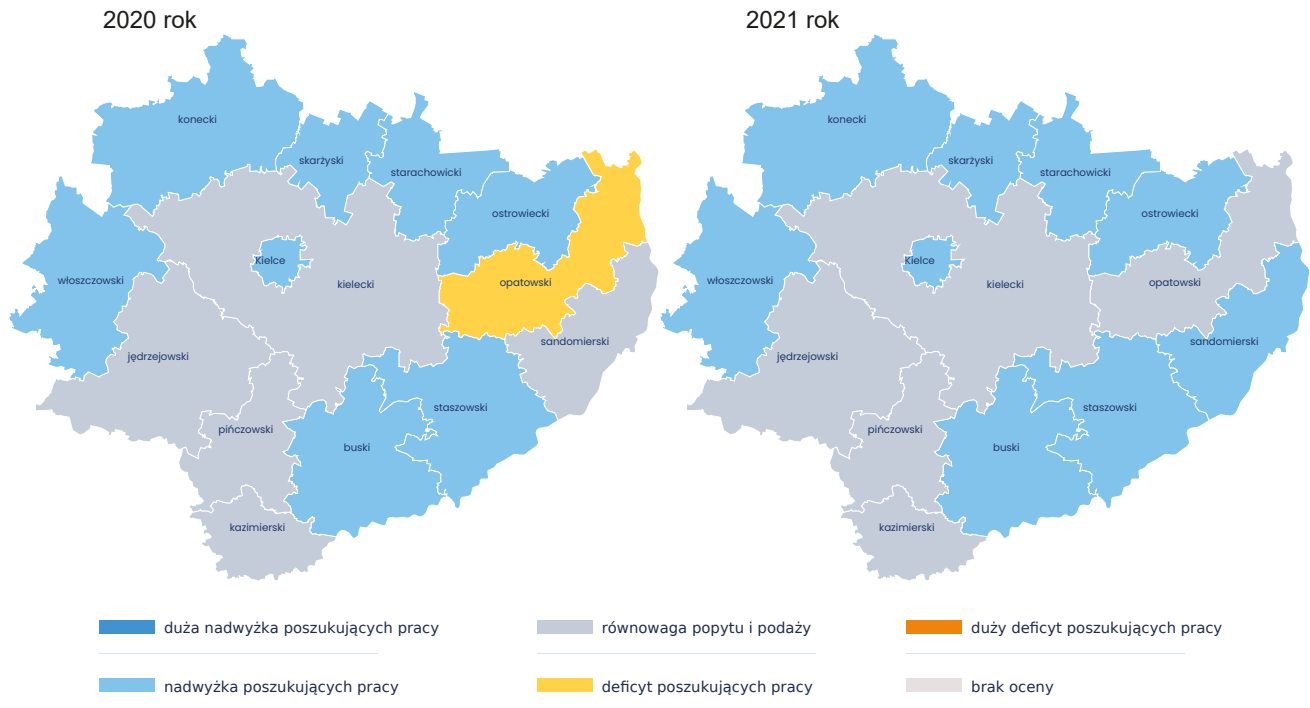 2020 rok
konecki
skarżyski
starachowicki
ostrowiecki
Kielce
włoszczowski
kielecki
opatowski
sandomierski
jędrzejowski
staszowski
pińczowski
buski
kazimierski
2021 rok
konecki
skarżyski
starachowicki
ostrowiecki
Kielce
włoszczowski
kielecki
opatowski
sandomierski
jędrzejowski
staszowski
pińczowski
buski
kazimierski
duża nadwyżka poszukujących pracy
równowaga popytu i podaży
duży deficyt poszukujących pracy
nadwyżka poszukujących pracy
deficyt poszukujących pracy
brak oceny